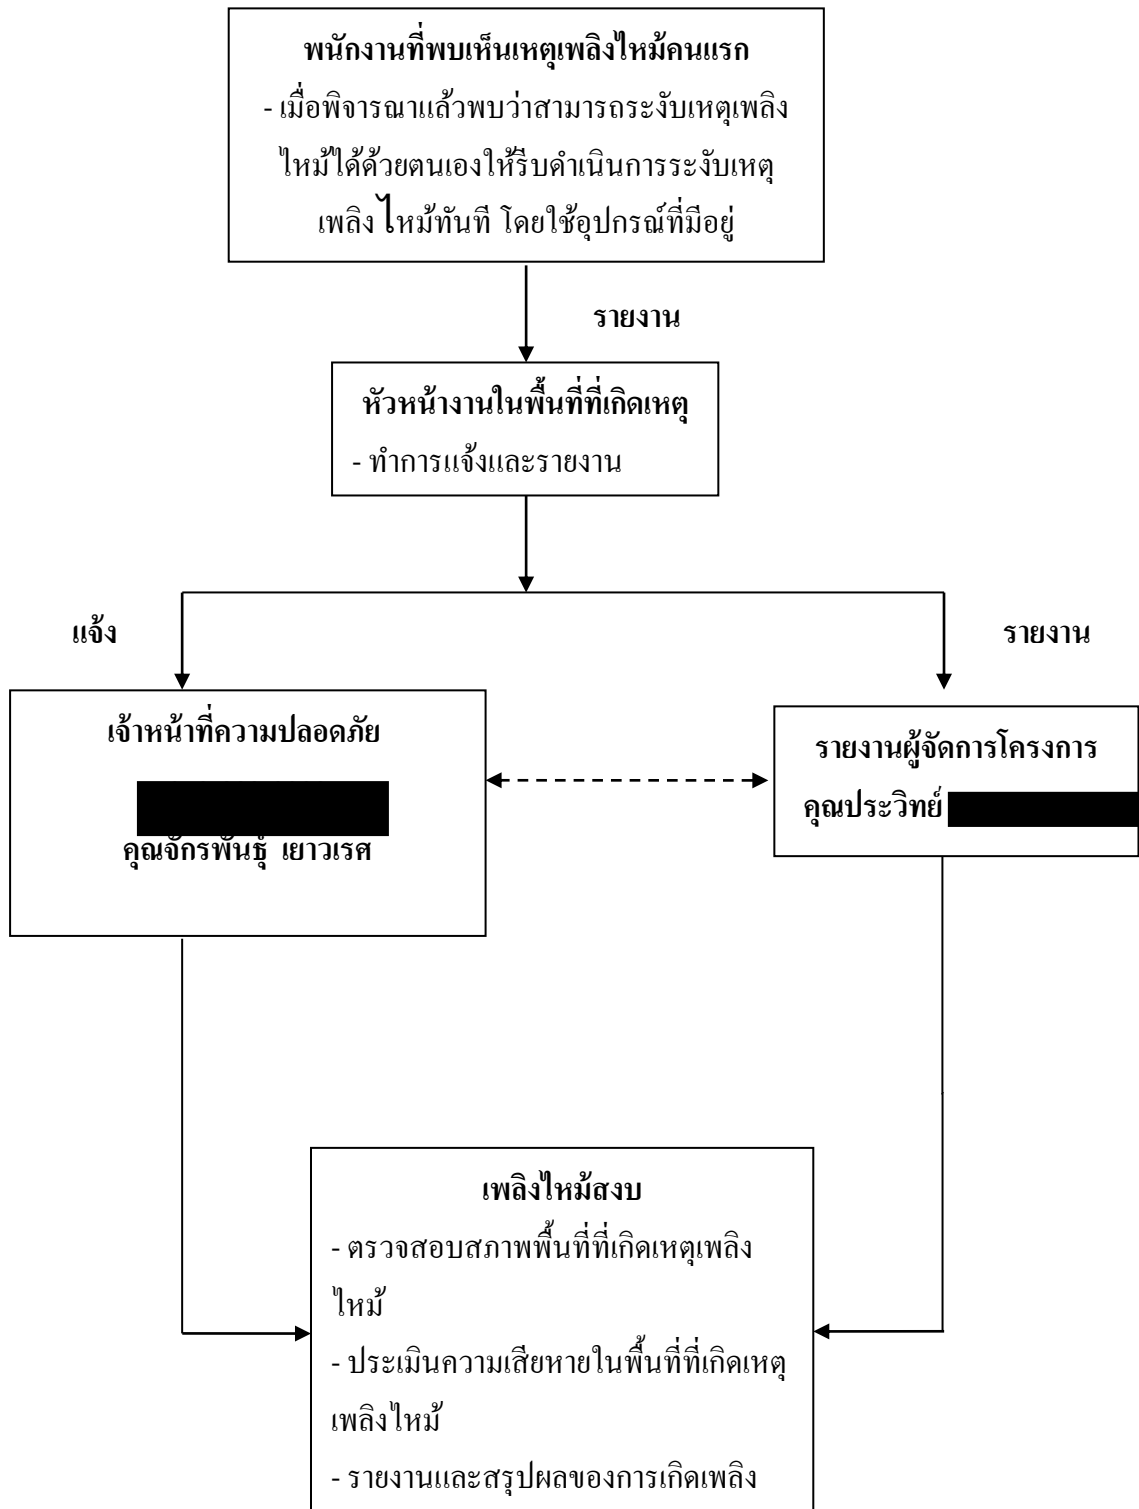 พนักงานที่พบเห็นเหตุเพลิงไหม้คนแรก
- เมื่อพิจารณาแล้วพบว่าสามารถระงับเหตุเพลิง
ไหม้ได้ด้วยตนเองให้รีบดำเนินการระงับเหตุ
เพลิงไหม้ทันที โดยใช้อุปกรณ์ที่มีอยู่
รายงาน
หัวหน้างานในพื้นที่ที่เกิดเหตุ
- ทำการแจ้งและรายงาน
แจ้ง
รายงาน
เจ้าหน้าที่ความปลอดภัย
คุณจักรพันธุ์ เยาวเรศ
รายงานผู้จัดการโครงการ
คุณประวิทย์
เพลิงไหม้สงบ
- ตรวจสอบสภาพพื้นที่ที่เกิดเหตุเพลิง
ไหม้
- ประเมินความเสียหายในพื้นที่ที่เกิดเหตุ
เพลิงไหม้
- รายงานและสรุปผลของการเกิดเพลิง